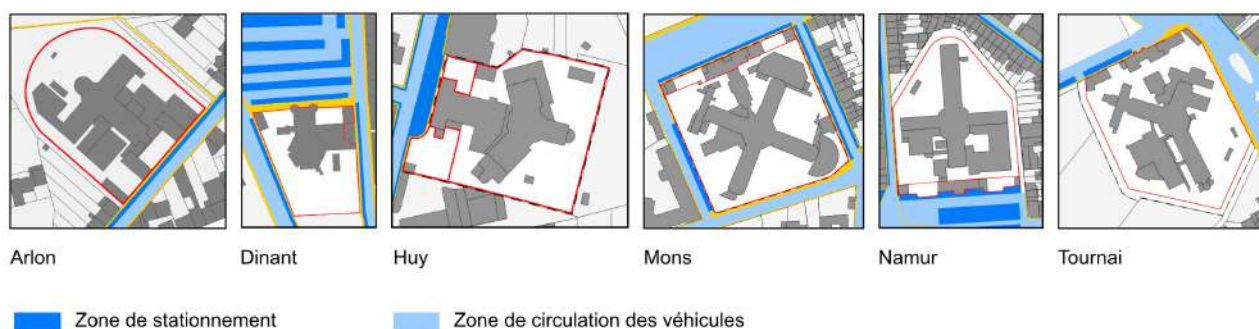 Arlon Dinant Huy Mons Namur Tournai
Zone de stationnement Zone de circulation des véhicules